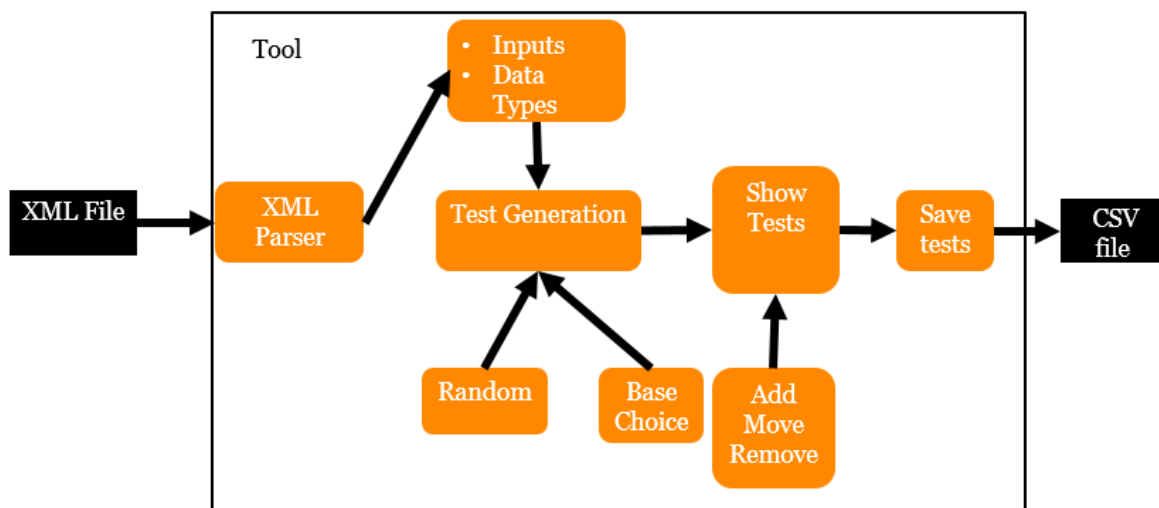 Tool
• Inputs
• Data
Types
XML File
XML
Parser
Test Generation
Show
Tests
Save
tests
CSV
file
Random
Base
Choice
Add
Move
Remove